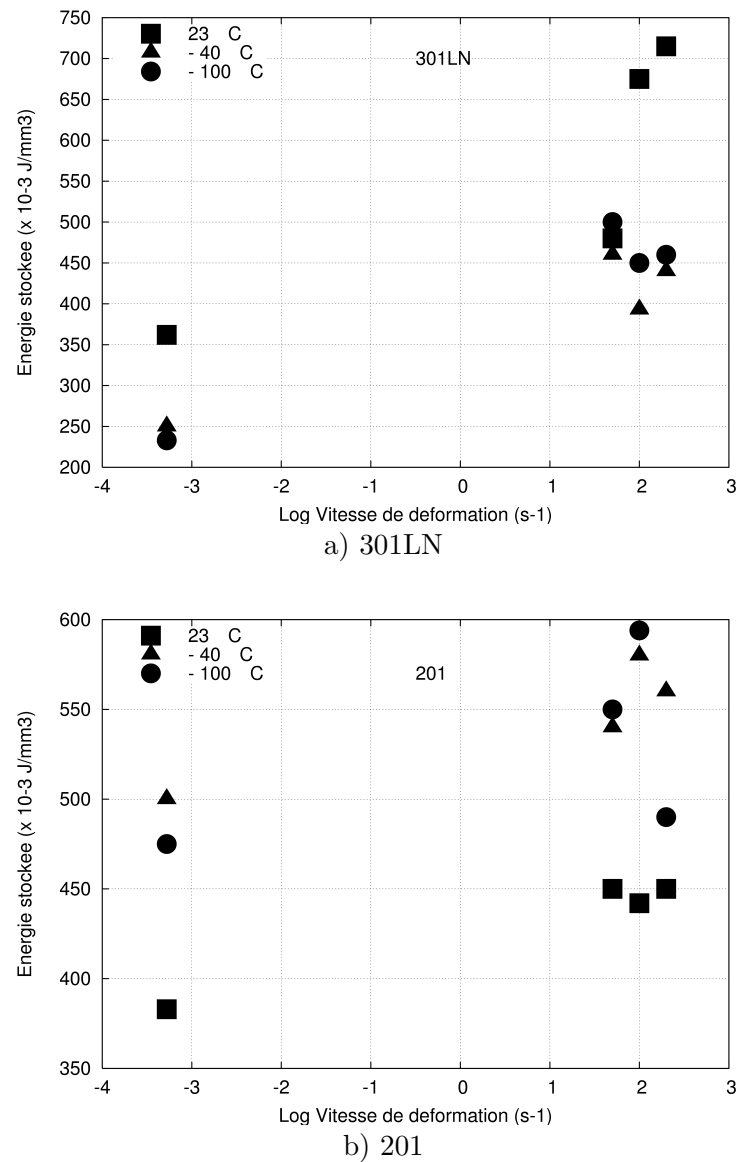 750
700
650
600
550
500
450
400
350
300
250
200
Energie stockee (x 10-3 J/mm3)
23 C
- 40 C
- 100 C
301LN
-4 -3 -2 -1 0 1 2 3
Log Vitesse de deformation (s-1)
a) 301LN
600
550
500
450
400
350
Energie stockee (x 10-3 J/mm3)
23 C
- 40 C
- 100 C
201
-4 -3 -2 -1 0 1 2 3
Log Vitesse de deformation (s-1)
b) 201